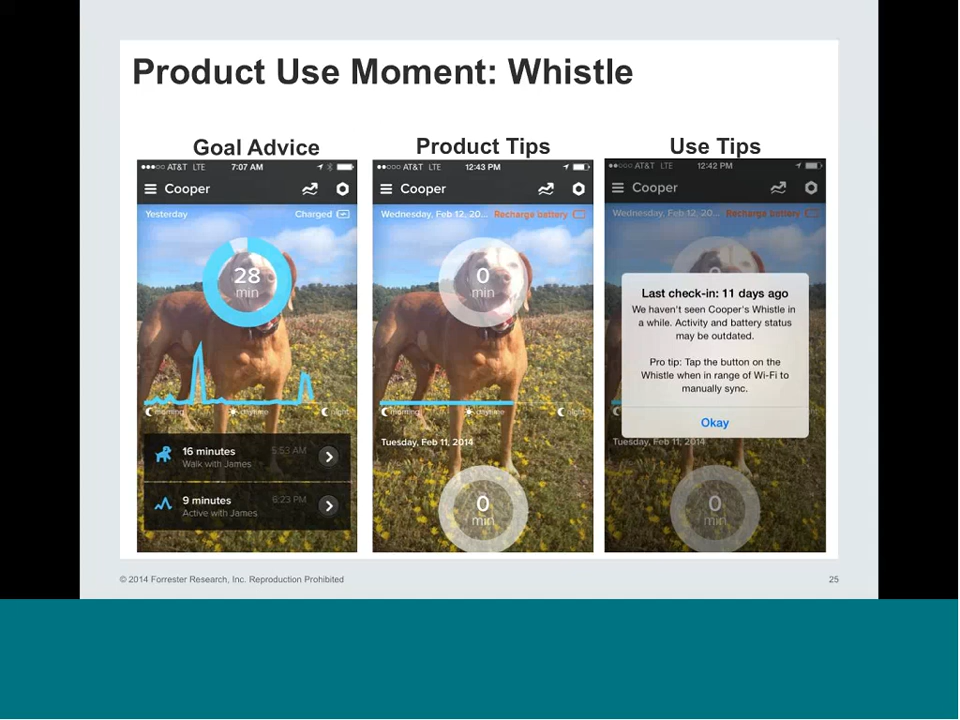 Product Use Moment: Whistle
Goal Advice
Product Tips
Use Tips
AT&T LTE 7:07 AM
Cooper
Yesterday
Charged
28
min
morning
daytime
night
16 minutes
5:53 AM
Walk with James
9 minutes
6:23 PM
Active with James
AT&T LTE 12:43 PM
Cooper
Wednesday, Feb 12, 20...
Recharge battery
0
min
morning
daytime
night
Tuesday, Feb 11, 2014
0
min
AT&T LTE 12:42 PM
Cooper
Wednesday, Feb 12, 20...
Recharge battery
0
Last check-in: 11 days ago
We haven't seen Cooper's Whistle in
a while. Activity and battery status
may be outdated.
Pro tip: Tap the button on the
Whistle when in range of Wi-Fi to
manually sync.
Okay
night
Tuesday, Feb 11, 2014
0
min
© 2014 Forrester Research, Inc. Reproduction Prohibited
25